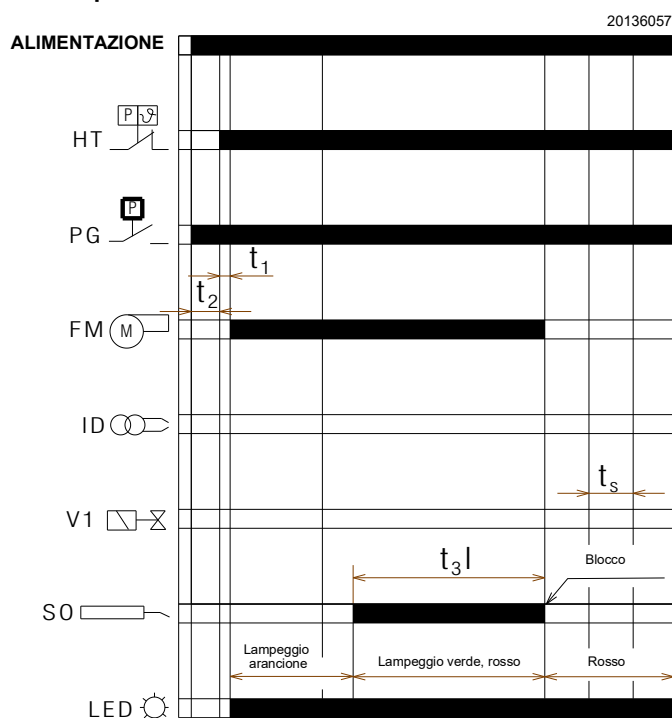 20136057
ALIMENTAZIONE
P ϑ
HT
P
PG
t1
t2
FM M
ID
ts
V1
t3l
Blocco
SO
Lampeggio
arancione
Lampeggio verde, rosso
Rosso
LED